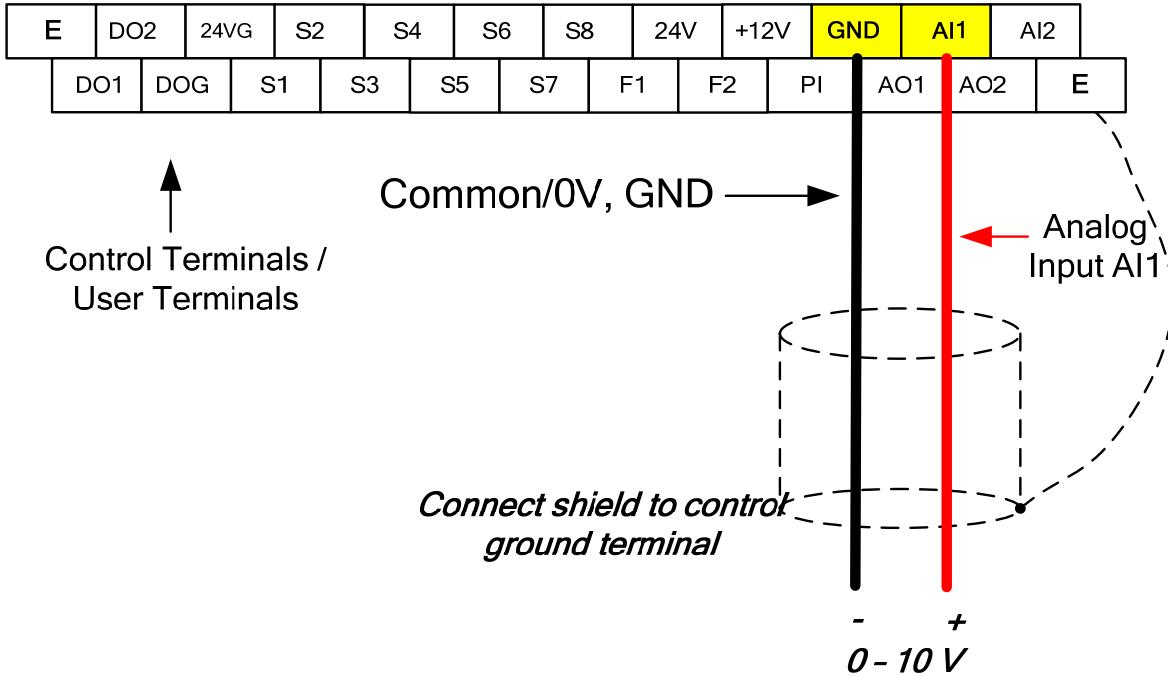 E DO2 24VG S2 S4 S6 S8 24V +12V GND AI1 AI2
DO1 DOG S1 S3 S5 S7 F1 F2 PI AO1 AO2 E
Common/0V, GND
Analog
Input AI1
Control Terminals /
User Terminals
Connect shield to control
ground terminal
- +
0 – 10 V